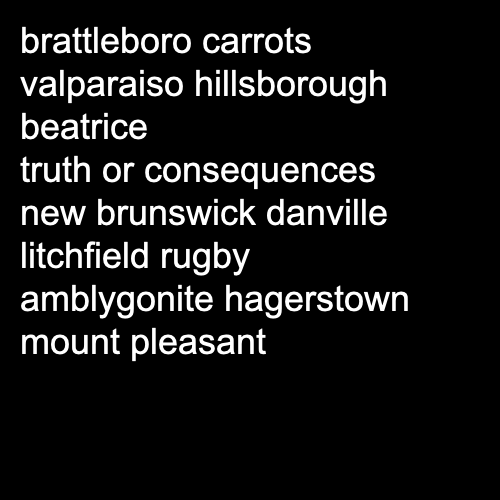 brattleboro carrots
valparaiso hillsborough
beatrice
truth or consequences
new brunswick danville
litchfield rugby
amblygonite hagerstown
mount pleasant